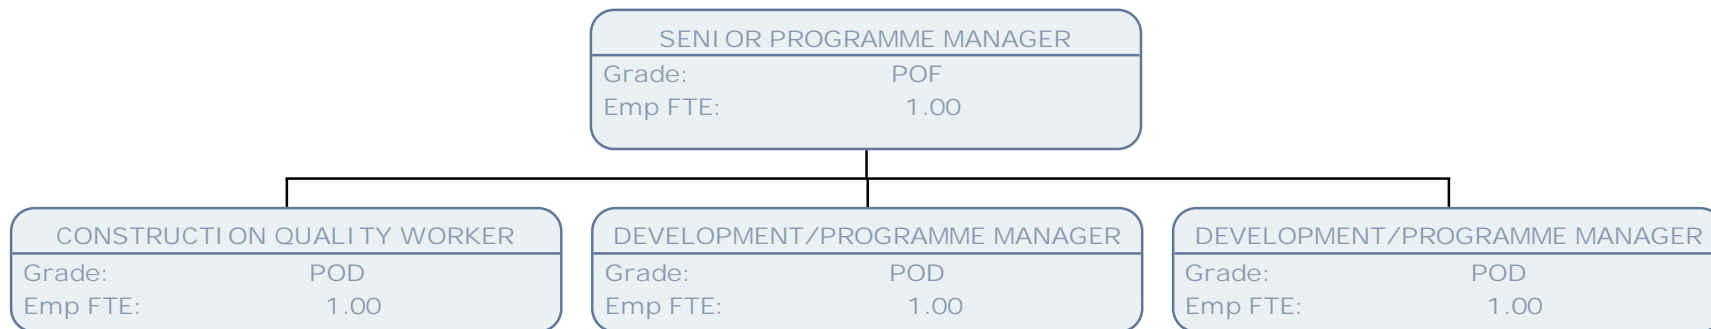 SENIOR PROGRAMME MANAGER
Grade: POF
Emp FTE: 1.00
CONSTRUCTION QUALITY WORKER
Grade: POD
Emp FTE: 1.00
DEVELOPMENT/PROGRAMME MANAGER
Grade: POD
Emp FTE: 1.00
DEVELOPMENT/PROGRAMME MANAGER
Grade: POD
Emp FTE: 1.00